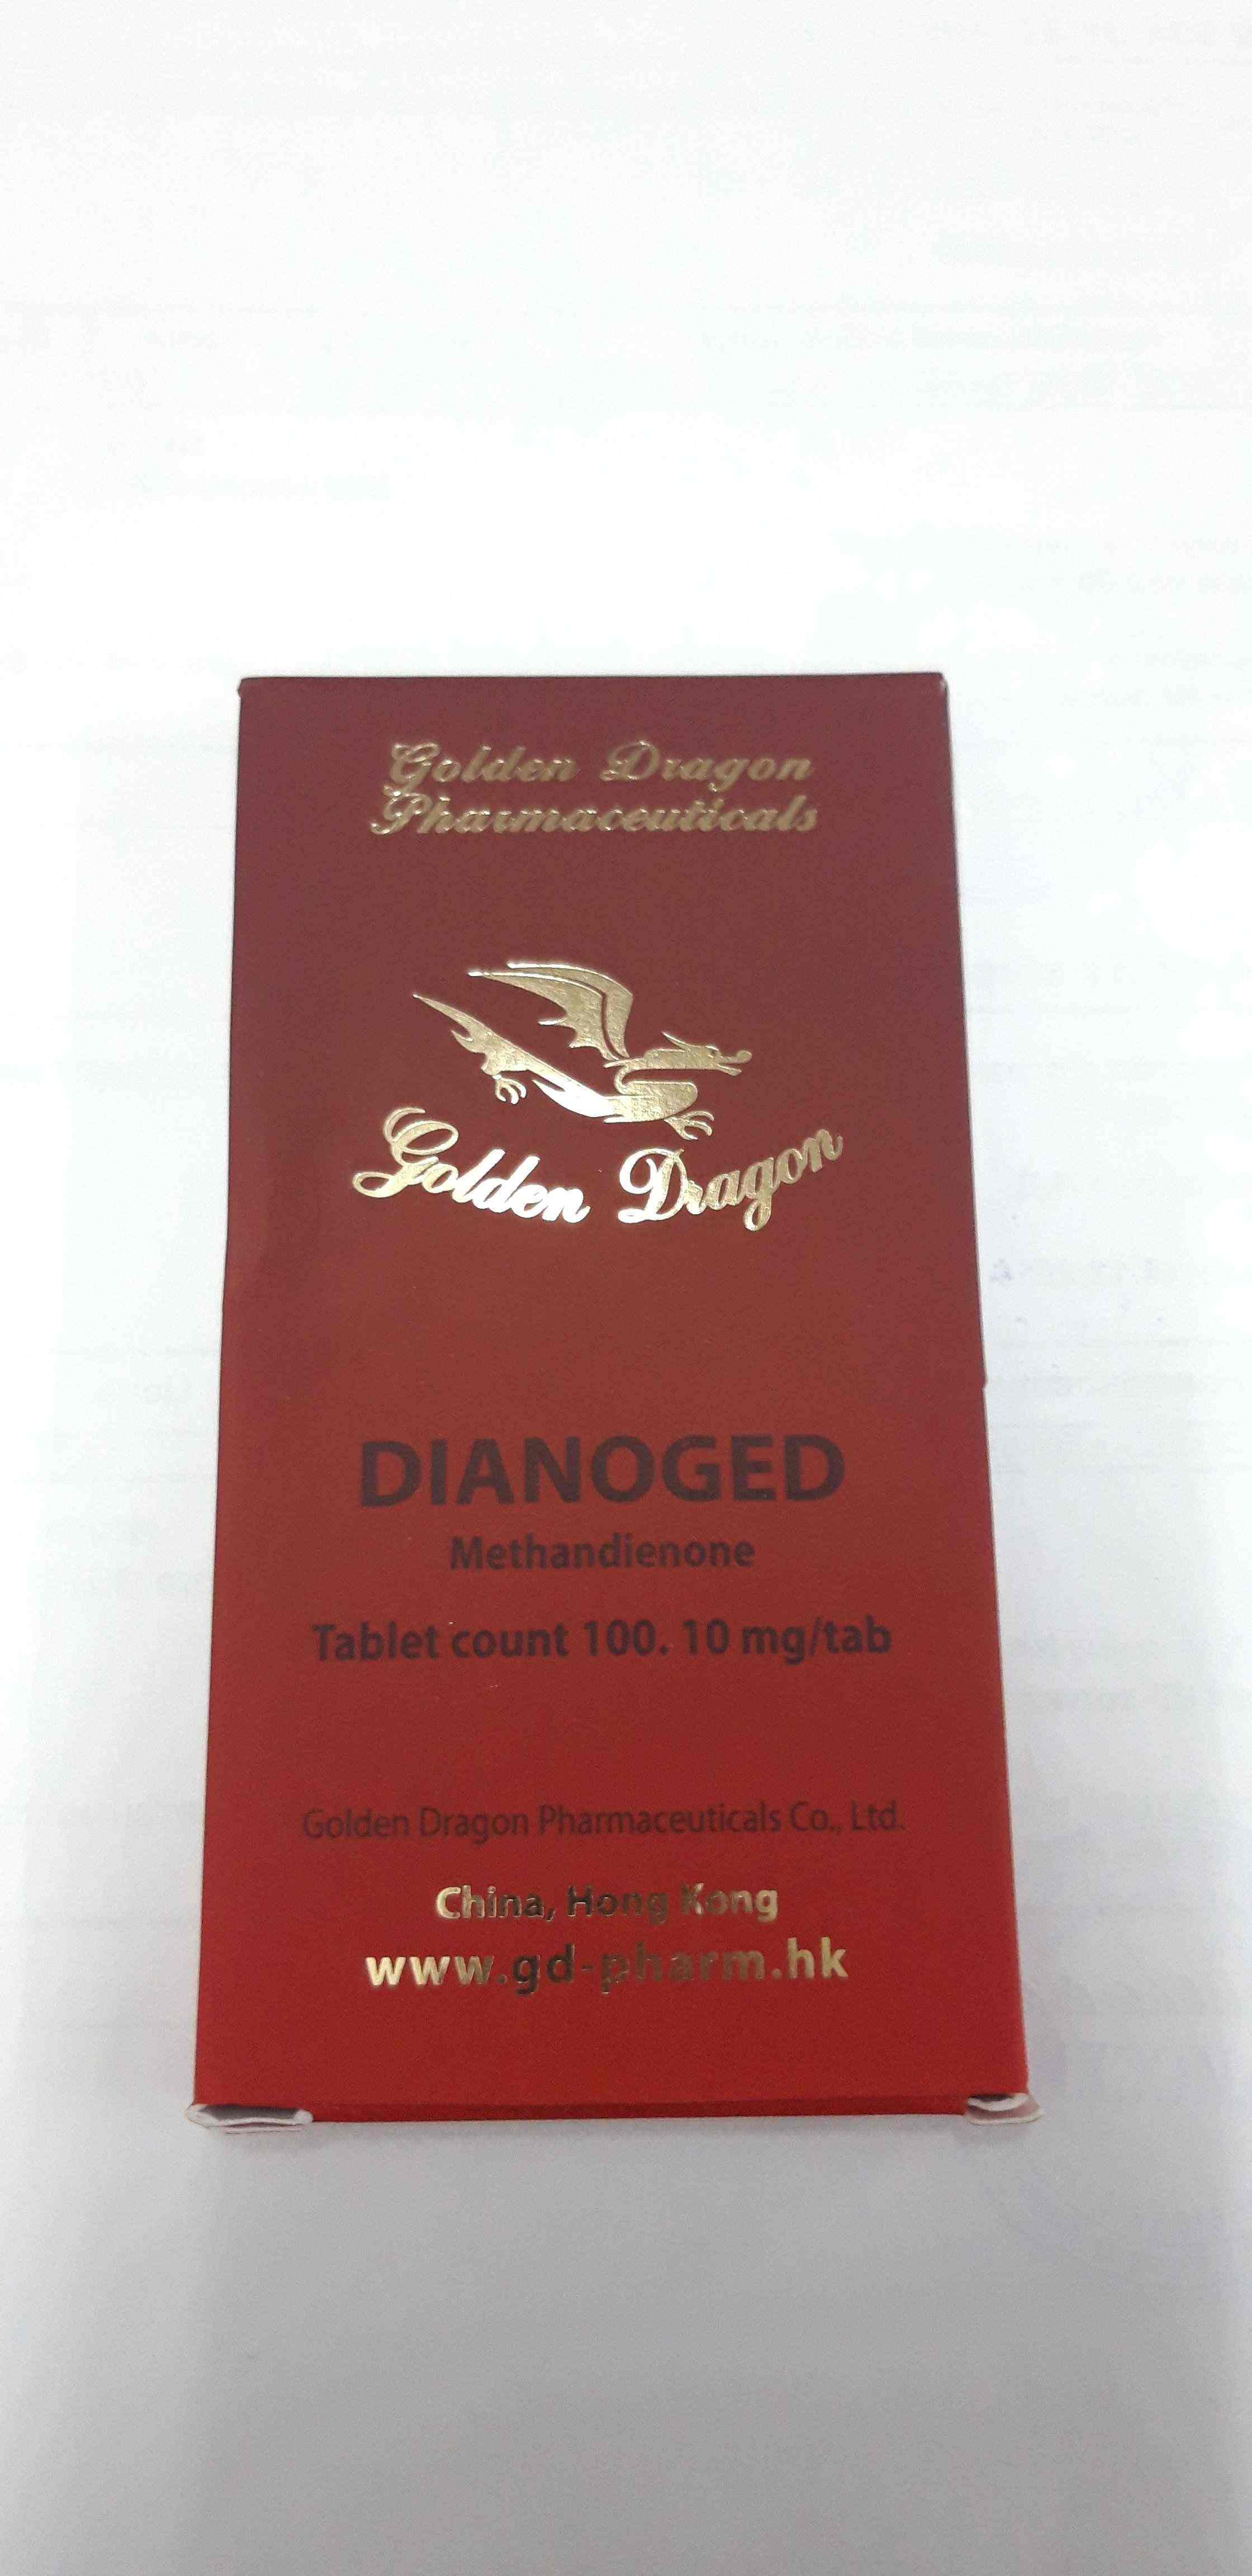 Golden Dragon
Pharmaceuticals
Golden Dragon
DIANOGED
Methandienone
Tablet count 100. 10 mg/tab
Golden Dragon Pharmaceuticals Co., Ltd.
China, Hong Kong
www.gd-pharm.hk